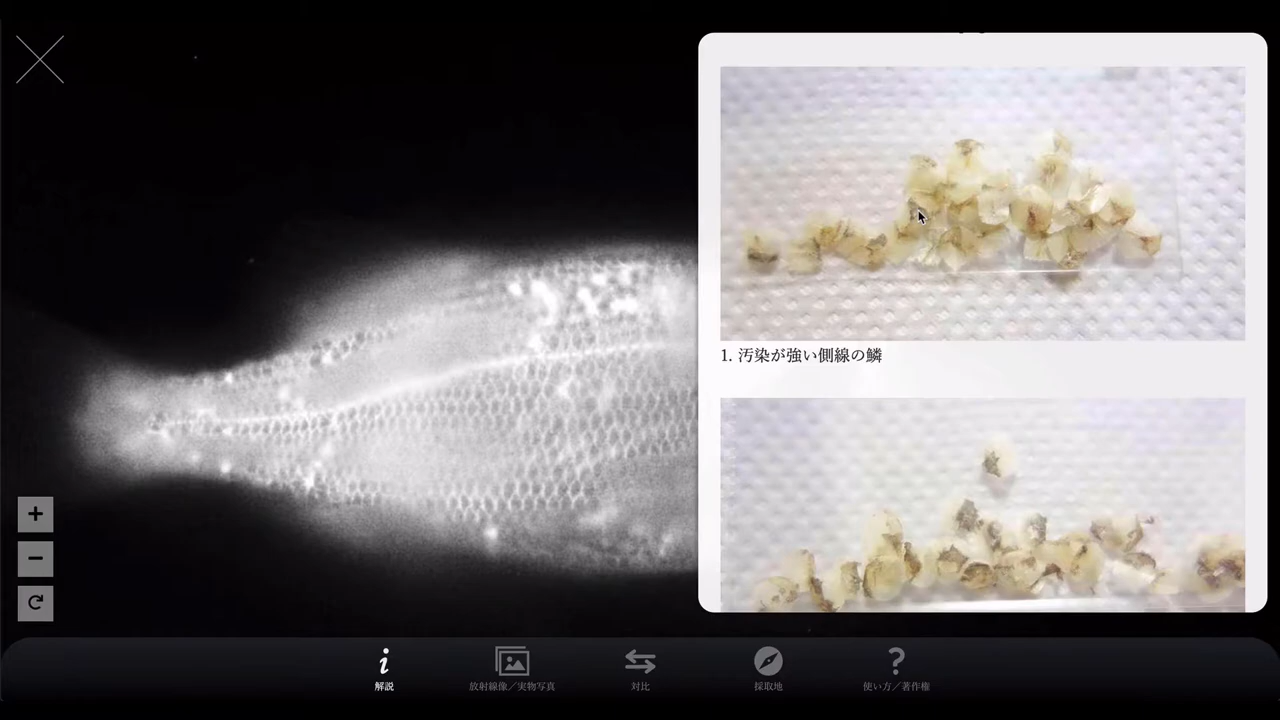 1. 汚染が強い側線の鱗
解説
放射線像／実物写真
対比
採取地
使い方／著作権